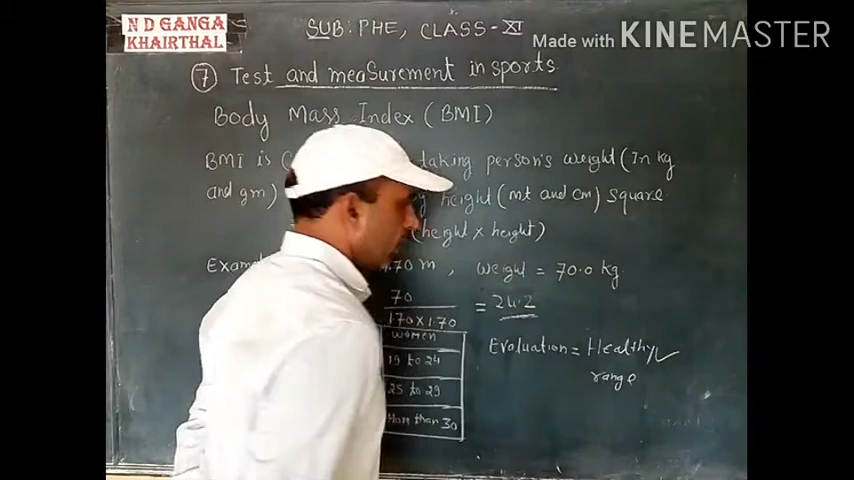 N D GANGA
KHAIRTHAL
SUB: PHE, CLASS-XI
Made with KINEMASTER
7 Test and measurement in sports.
Body Mass Index (BMI)
BMI is taking person's weight (In kg
and gm) height (mt and cm) square
(height x height)
.70 m, weight = 70.0 kg
70
1.70 x 1.70 = 24.2
WOMEN
19 to 24
25 to 29
More than 30
Evaluation = Healthy ✓
range